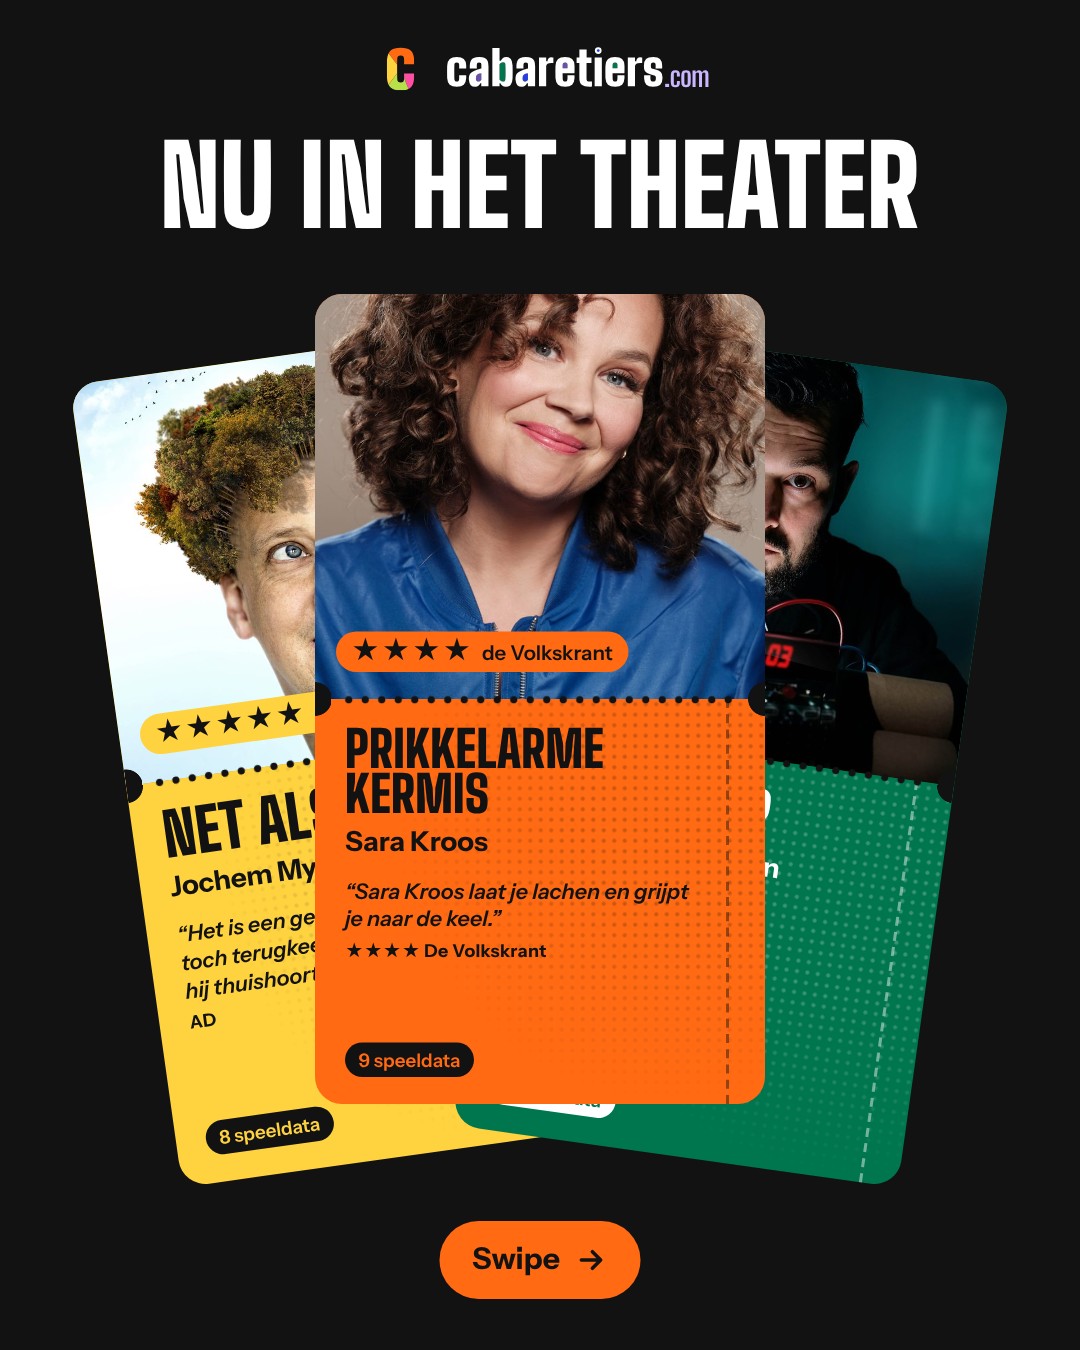 cabaretiers.com
NU IN HET THEATER
★★★★ de Volkskrant
PRIKKELARME
KERMIS
Sara Kroos
“Sara Kroos laat je lachen en grijpt
je naar de keel.”
★★★★ De Volkskrant
9 speeldata
★★★★★
NET ALS
Jochem My
“Het is een ge
toch terugkee
hij thuishoort
AD
8 speeldata
03
n
Swipe →